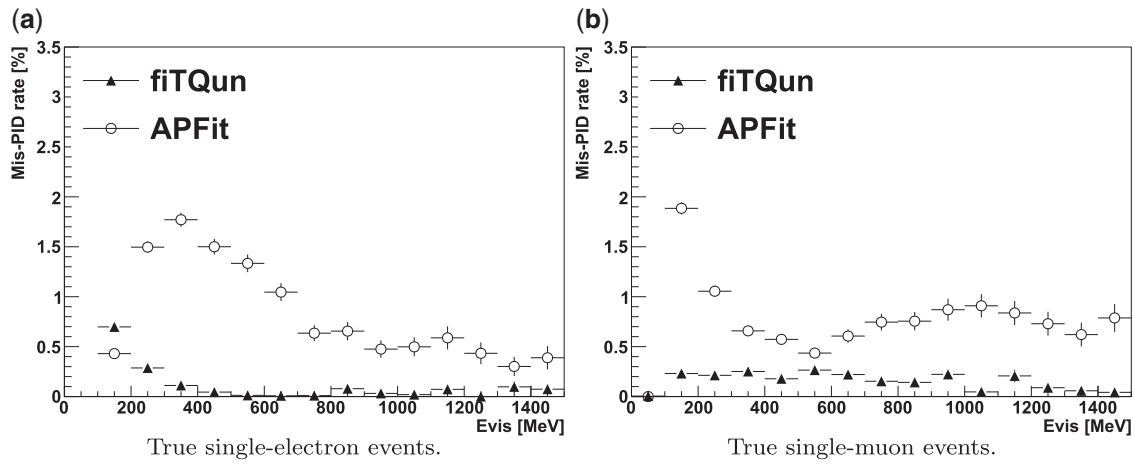 (a)
Mis-PID rate [%]
3.5
3
2.5
2
1.5
1
0.5
0
fiTQun
APFit
0 200 400 600 800 1000 1200 1400
Evis [MeV]
True single-electron events.
(b)
Mis-PID rate [%]
3.5
3
2.5
2
1.5
1
0.5
0
fiTQun
APFit
0 200 400 600 800 1000 1200 1400
Evis [MeV]
True single-muon events.